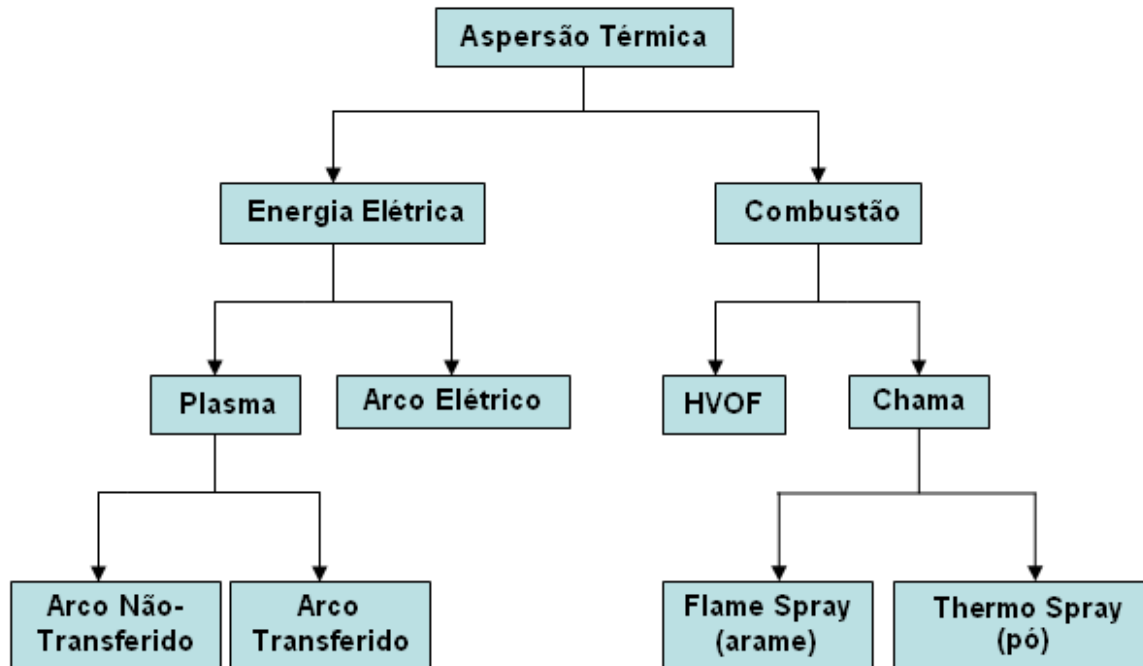 Aspersão Térmica
Energia Elétrica
Combustão
Plasma
Arco Elétrico
HVOF
Chama
Arco Não-
Transferido
Arco
Transferido
Flame Spray
(arame)
Thermo Spray
(pó)